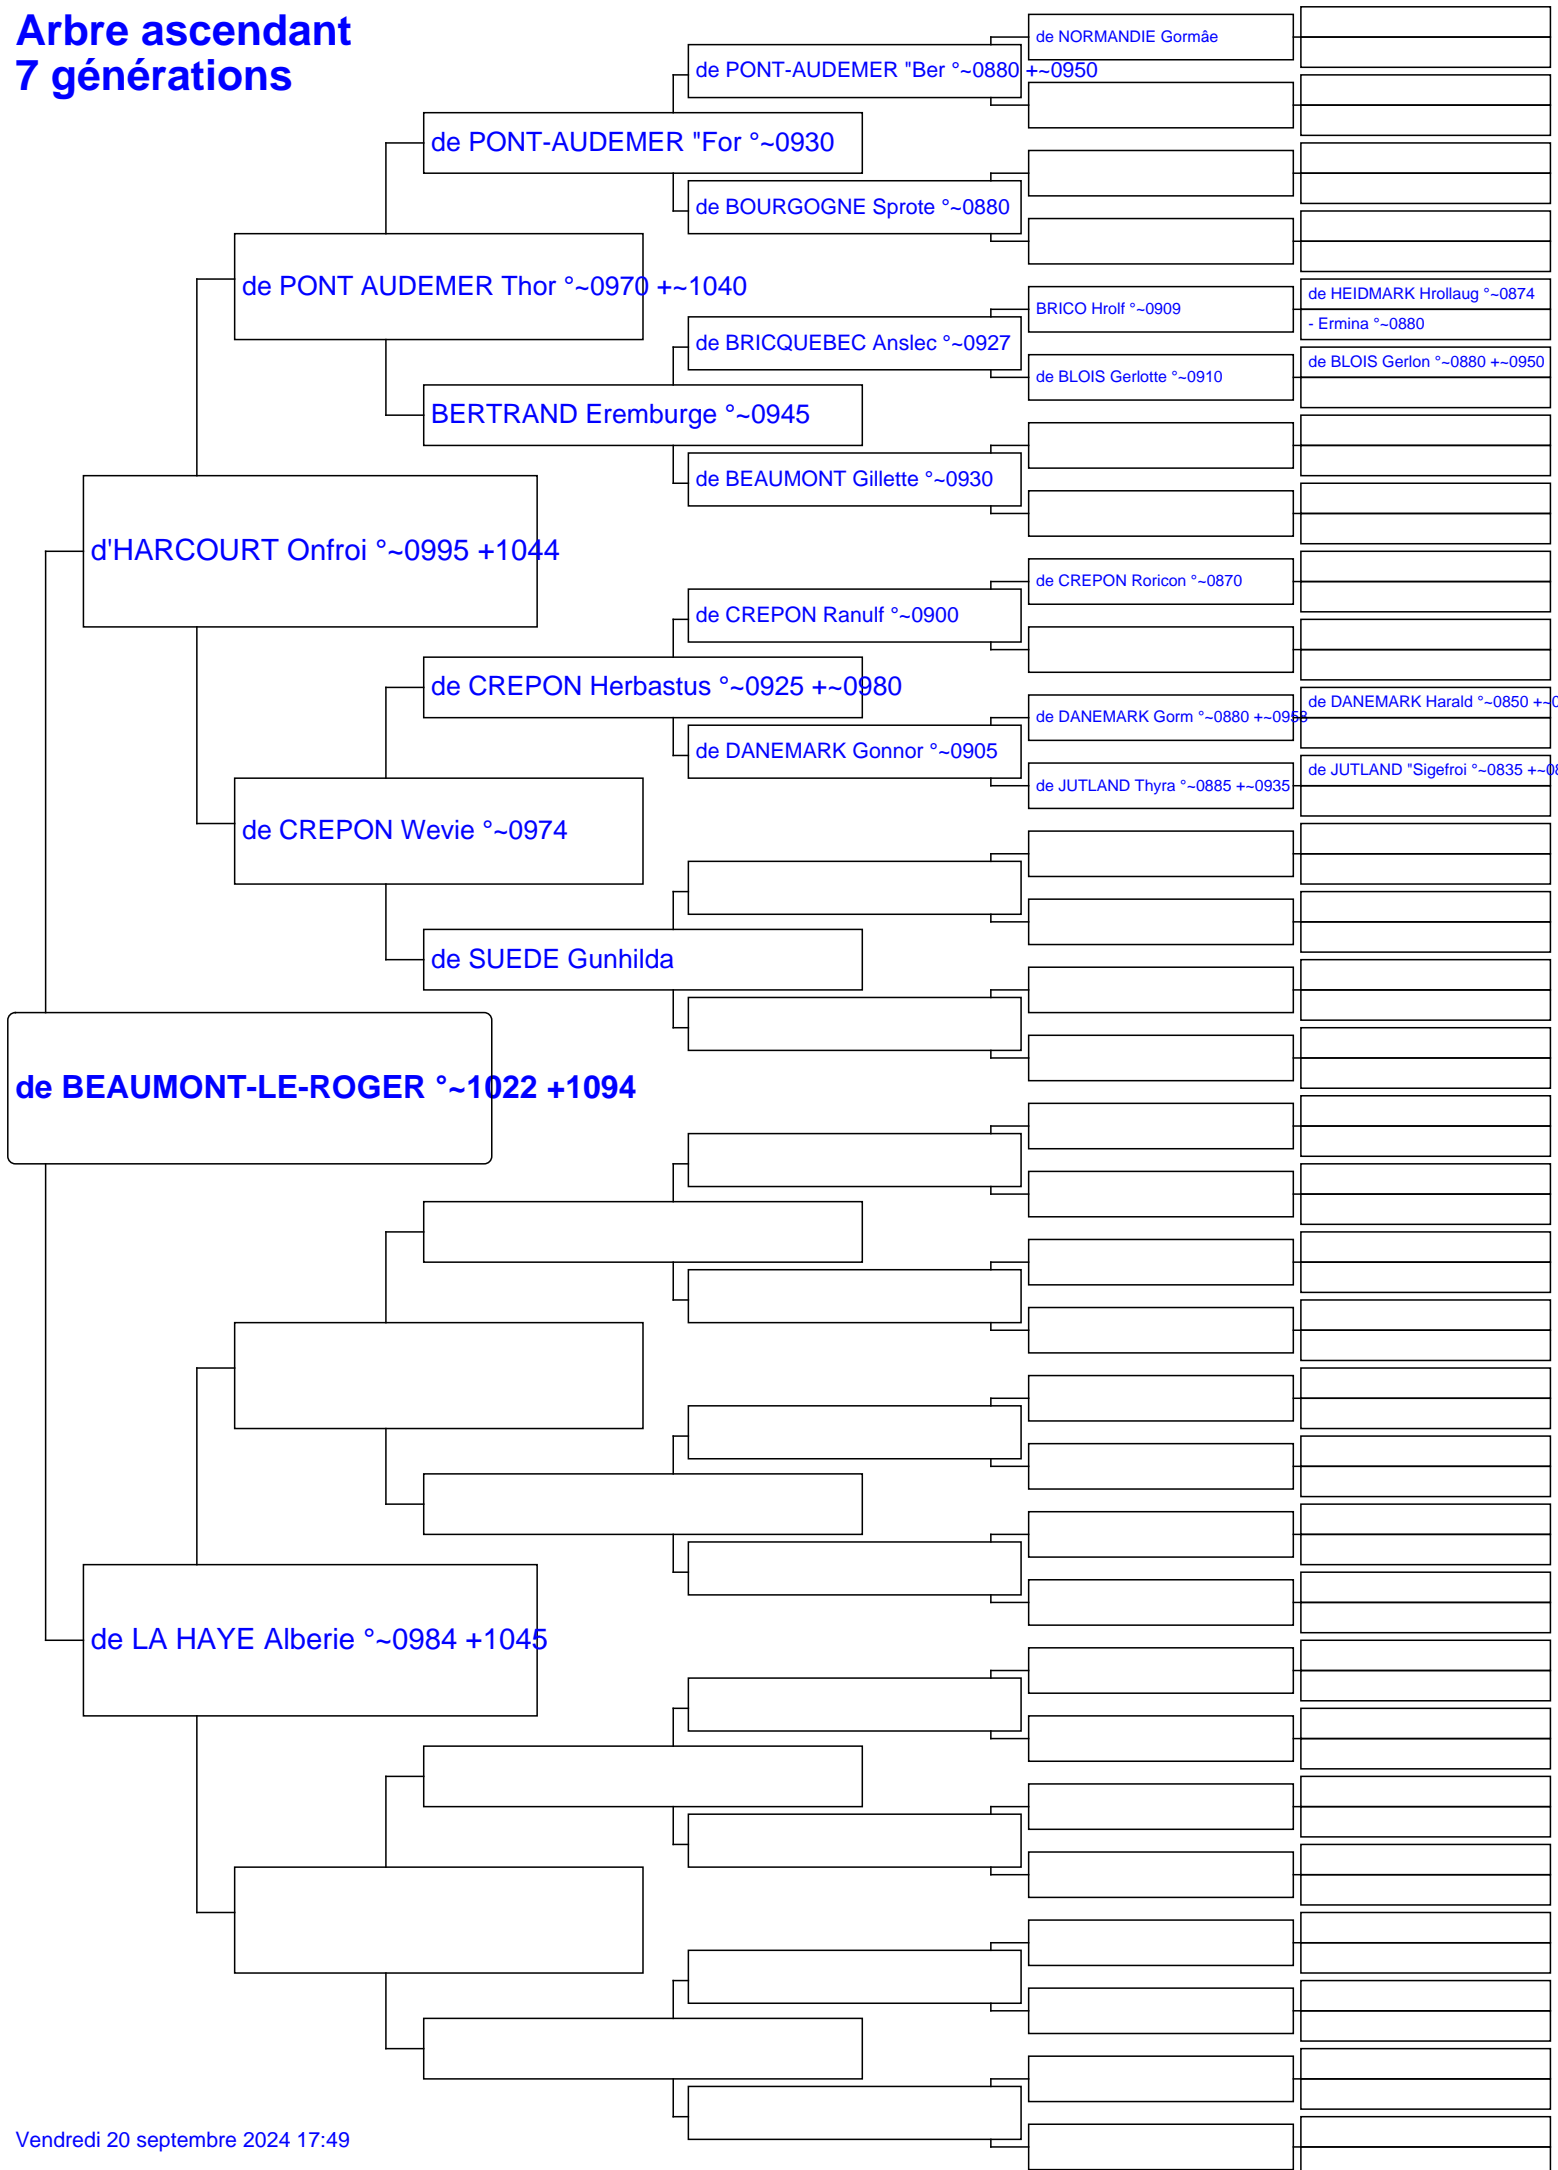 Arbre ascendant
7 générations
de NORMANDIE Gormâe
de PONT-AUDEMER "Ber °~0880 +~0950
de PONT-AUDEMER "For °~0930
de BOURGOGNE Sprote °~0880
de PONT AUDEMER Thor °~0970 +~1040
de HEIDMARK Hrollaug °~0874
BRICO Hrolf °~0909
- Ermina °~0880
de BRICQUEBEC Anslec °~0927
de BLOIS Gerlon °~0880 +~0950
de BLOIS Gerlotte °~0910
BERTRAND Eremburge °~0945
de BEAUMONT Gillette °~0930
d'HARCOURT Onfroi °~0995 +1044
de CREPON Roricon °~0870
de CREPON Ranulf °~0900
de CREPON Herbastus °~0925 +~0980
de DANEMARK Harald °~0850 +~0
de DANEMARK Gorm °~0880 +~0958
de DANEMARK Gonnor °~0905
de JUTLAND "Sigefroi °~0835 +~08
de JUTLAND Thyra °~0885 +~0935
de CREPON Wevie °~0974
de SUEDE Gunhilda
de BEAUMONT-LE-ROGER °~1022 +1094
de LA HAYE Alberie °~0984 +1045
Vendredi 20 septembre 2024 17:49